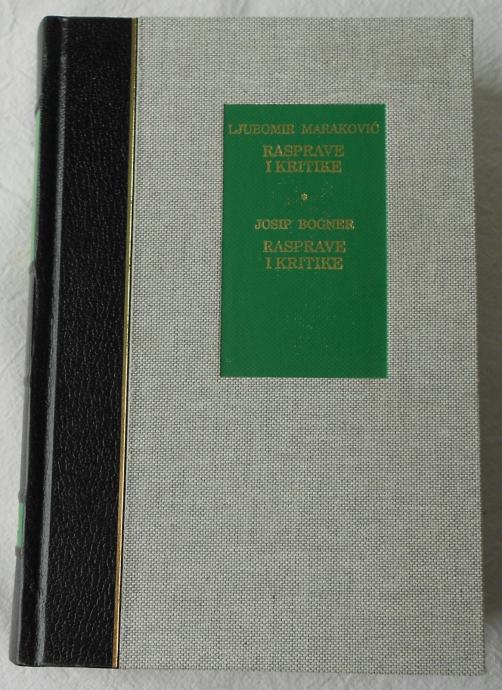 LJUBOMIR MARAKOVIĆ
RASPRAVE
I KRITIKE
*
JOSIP BOGNER
RASPRAVE
I KRITIKE